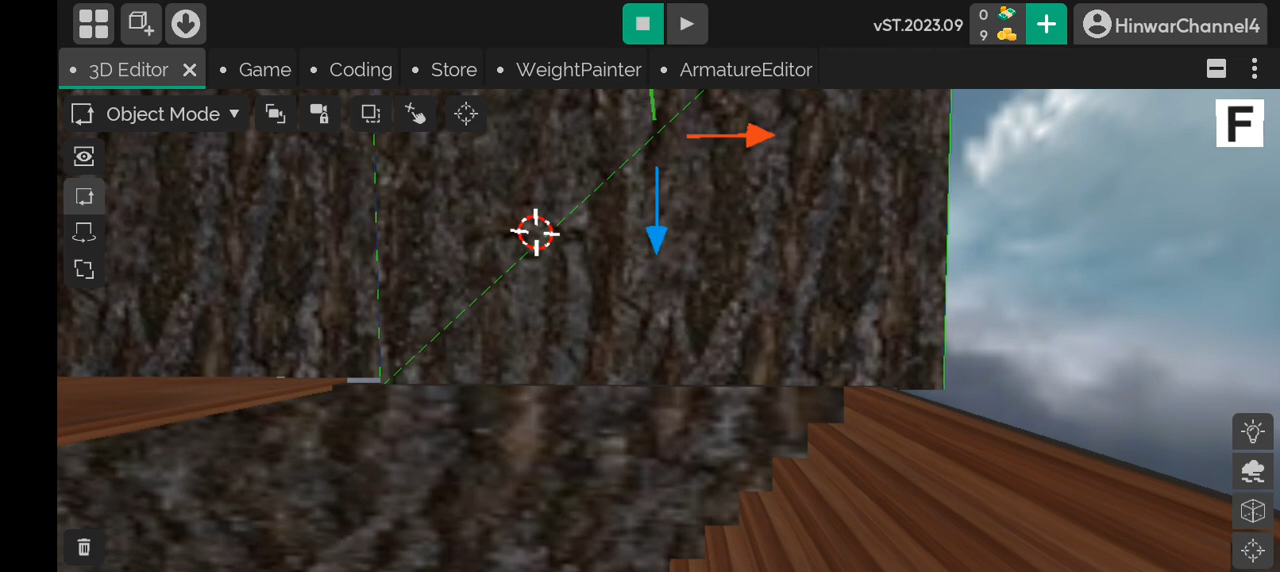 vST.2023.09
0
9
HinwarChannel4
3D Editor
Game
Coding
Store
WeightPainter
ArmatureEditor
Object Mode
F